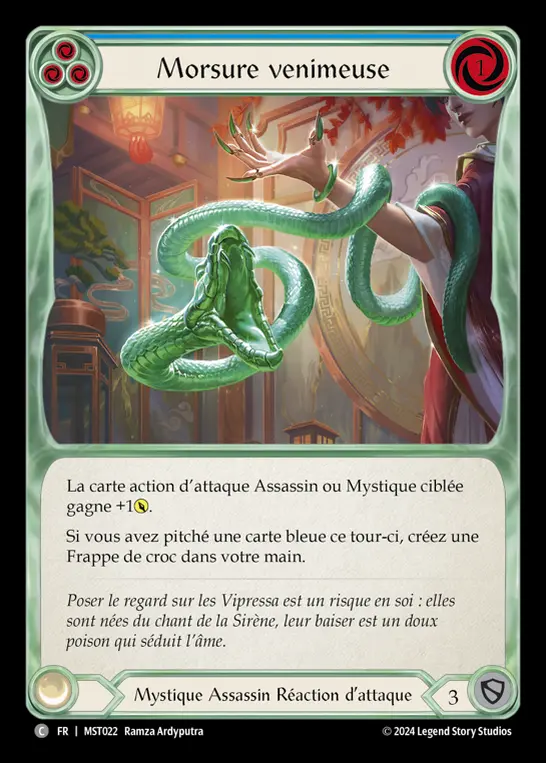 Morsure venimeuse
1
La carte action d'attaque Assassin ou Mystique ciblée
gagne +1.
Si vous avez pitché une carte bleue ce tour-ci, créez une
Frappe de croc dans votre main.
Poser le regard sur les Vipressa est un risque en soi : elles
sont nées du chant de la Sirène, leur baiser est un doux
poison qui séduit l'âme.
Mystique Assassin Réaction d'attaque
3
C FR | MST022 Ramza Ardyputra
© 2024 Legend Story Studios